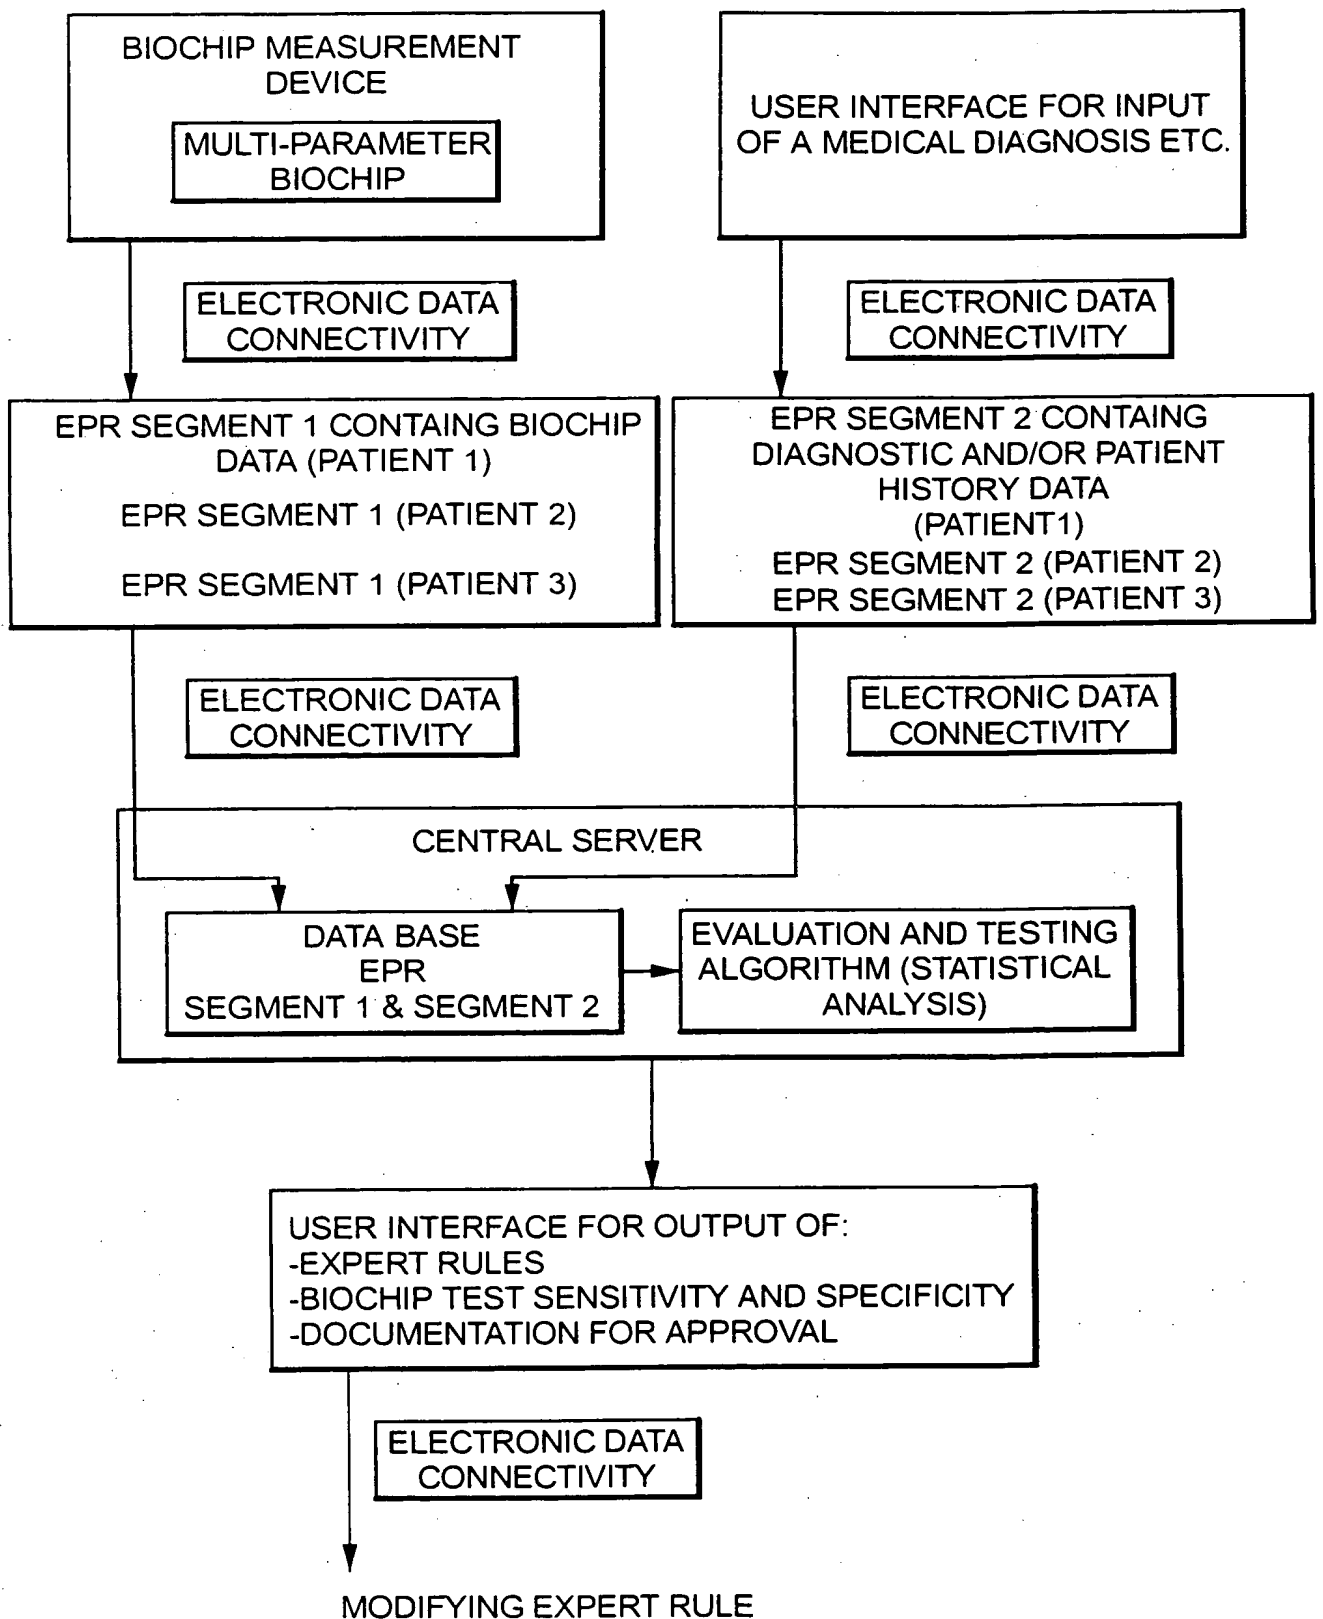 BIOCHIP MEASUREMENT
DEVICE
MULTI-PARAMETER
BIOCHIP
USER INTERFACE FOR INPUT
OF A MEDICAL DIAGNOSIS ETC.
ELECTRONIC DATA
CONNECTIVITY
ELECTRONIC DATA
CONNECTIVITY
EPR SEGMENT 1 CONTAING BIOCHIP
DATA (PATIENT 1)
EPR SEGMENT 1 (PATIENT 2)
EPR SEGMENT 1 (PATIENT 3)
EPR SEGMENT 2 CONTAING
DIAGNOSTIC AND/OR PATIENT
HISTORY DATA
(PATIENT1)
EPR SEGMENT 2 (PATIENT 2)
EPR SEGMENT 2 (PATIENT 3)
ELECTRONIC DATA
CONNECTIVITY
ELECTRONIC DATA
CONNECTIVITY
CENTRAL SERVER
DATA BASE
EPR
SEGMENT 1 & SEGMENT 2
EVALUATION AND TESTING
ALGORITHM (STATISTICAL
ANALYSIS)
USER INTERFACE FOR OUTPUT OF:
-EXPERT RULES
-BIOCHIP TEST SENSITIVITY AND SPECIFICITY
-DOCUMENTATION FOR APPROVAL
ELECTRONIC DATA
CONNECTIVITY
MODIFYING EXPERT RULE